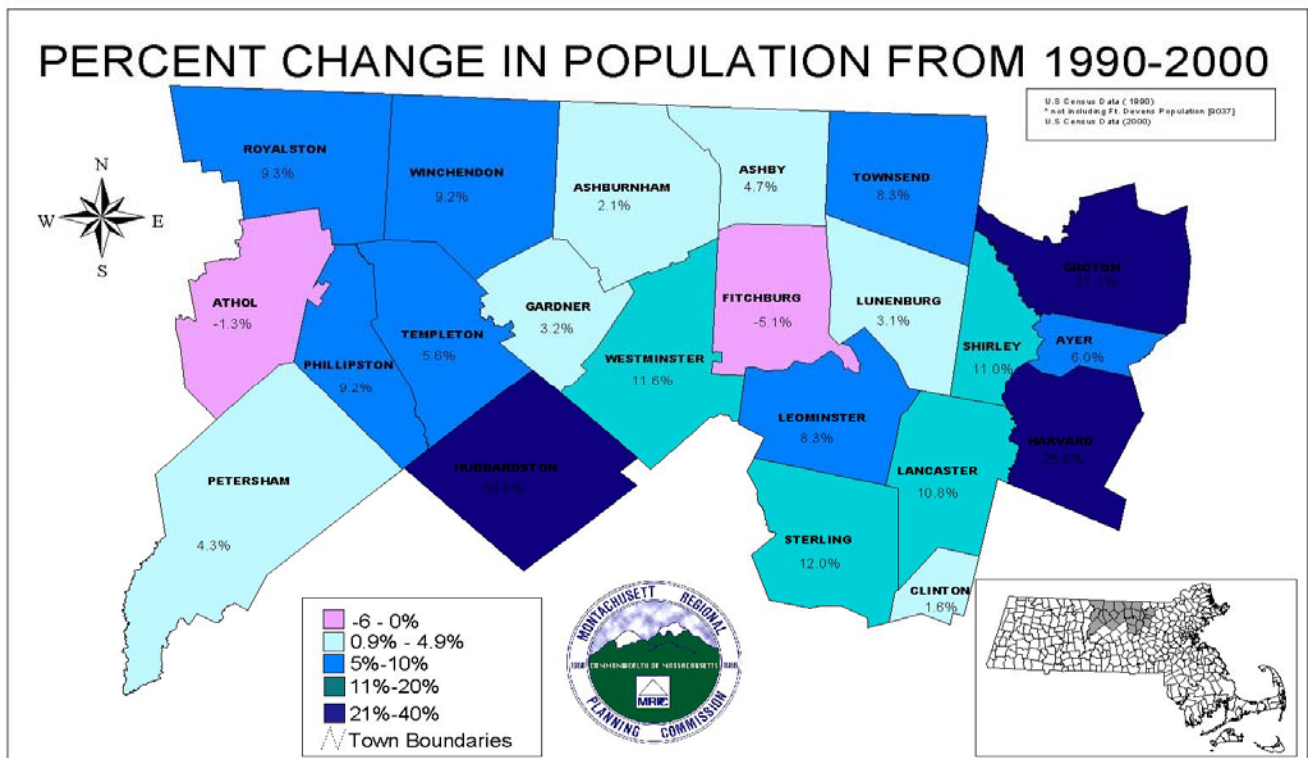 PERCENT CHANGE IN POPULATION FROM 1990-2000
U.S Census Data ( 1990)
* not including Ft. Devens Population [9037]
U.S Census Data (2000)
N
W E
S
ROYALSTON
9.3%
WINCHENDON
9.2%
ASHBURNHAM
2.1%
ASHBY
4.7%
TOWNSEND
8.3%
GROTON
ATHOL
-1.3%
PHILLIPSTON
9.2%
TEMPLETON
5.6%
GARDNER
3.2%
WESTMINSTER
11.6%
FITCHBURG
-5.1%
LUNENBURG
3.1%
SHIRLEY
11.0%
AYER
6.0%
PETERSHAM
4.3%
HUBBARDSTON
LEOMINSTER
8.3%
LANCASTER
10.8%
HARVARD
STERLING
12.0%
CLINTON
1.6%
-6 - 0%
0.9% - 4.9%
5%-10%
11%-20%
21%-40%
Town Boundaries
MONTACHUSETT REGIONAL
COMMONWEALTH OF MASSACHUSETTS
PLANNING COMMISSION